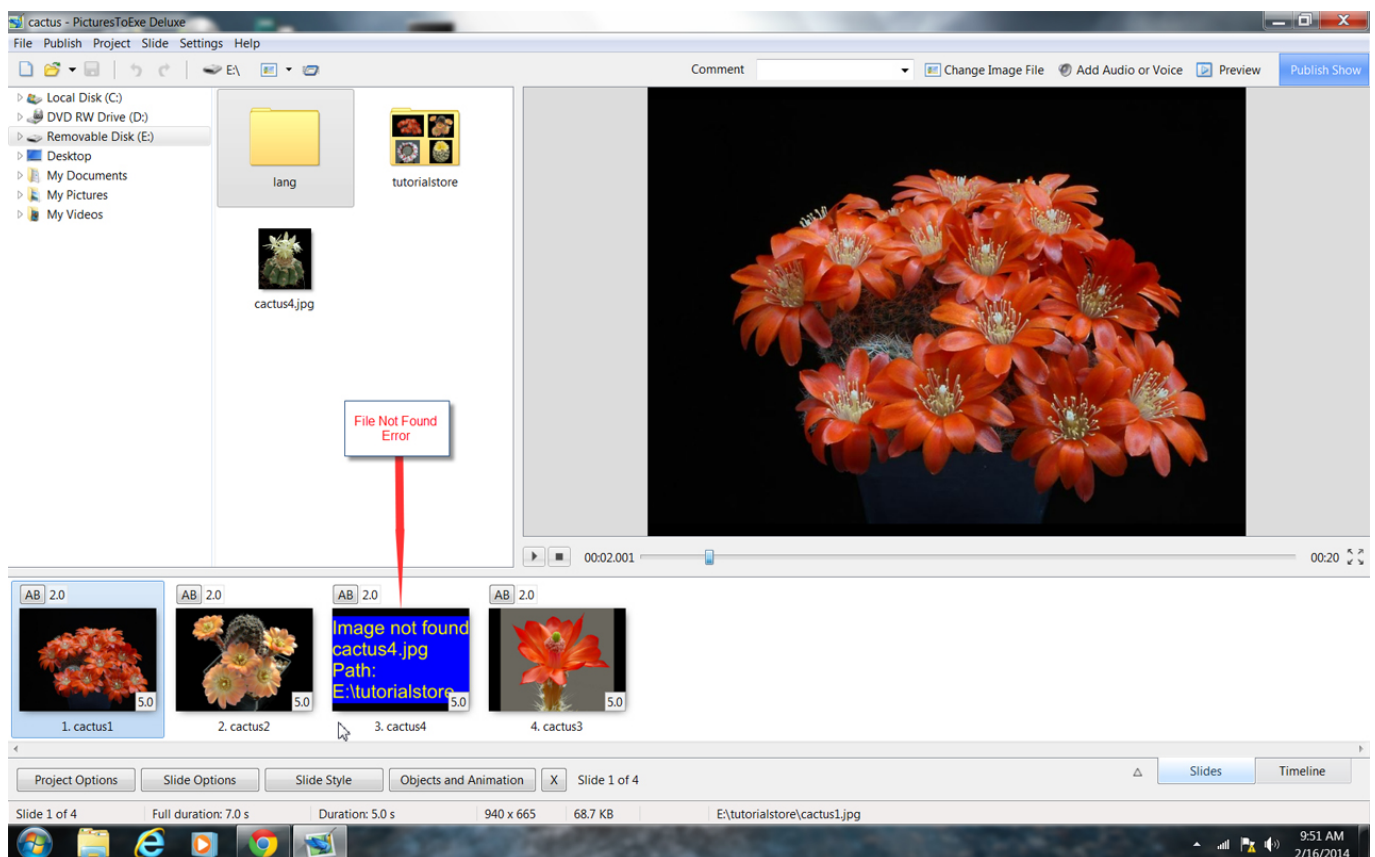 cactus - PicturesToExe Deluxe
File Publish Project Slide Settings Help
E:\
Comment
Change Image File
Add Audio or Voice
Preview
Publish Show
Local Disk (C:)
DVD RW Drive (D:)
Removable Disk (E:)
Desktop
My Documents
My Pictures
My Videos
lang
tutorialstore
cactus4.jpg
File Not Found
Error
00:02.001
00:20
AB 2.0
5.0
1. cactus1
AB 2.0
5.0
2. cactus2
AB 2.0
Image not found
cactus4.jpg
Path:
E:\tutorialstore
5.0
3. cactus4
AB 2.0
5.0
4. cactus3
Project Options
Slide Options
Slide Style
Objects and Animation
X
Slide 1 of 4
Slides
Timeline
Slide 1 of 4
Full duration: 7.0 s
Duration: 5.0 s
940 x 665
68.7 KB
E:\tutorialstore\cactus1.jpg
9:51 AM
2/16/2014